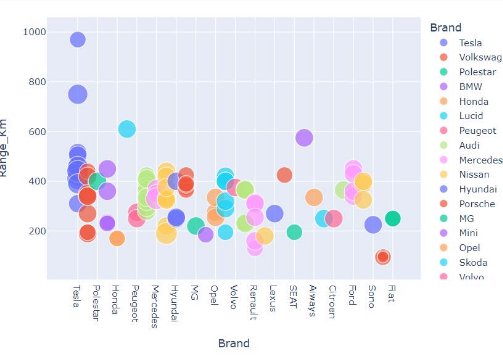 Range_Km
1000
800
600
400
200
Tesla
Polestar
Honda
Peugeot
Mercedes
Hyundai
MG
Opel
Volvo
Renault
Lexus
SEAT
Aiways
Citroen
Ford
Sono
Fiat
Brand
Brand
Tesla
Volkswag
Polestar
BMW
Honda
Lucid
Peugeot
Audi
Mercedes
Nissan
Hyundai
Porsche
MG
Mini
Opel
Skoda
Volvo